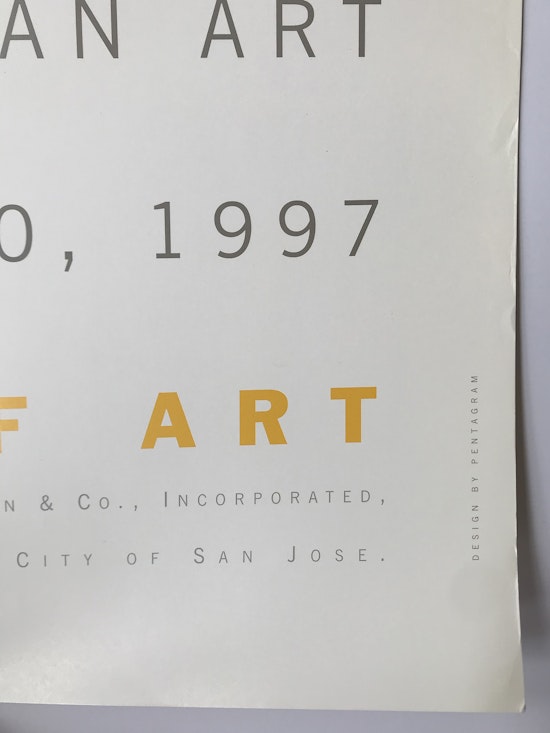 AN ART
0, 1997
F ART
N & CO., INCORPORATED,
CITY OF SAN JOSE.
DESIGN BY PENTAGRAM